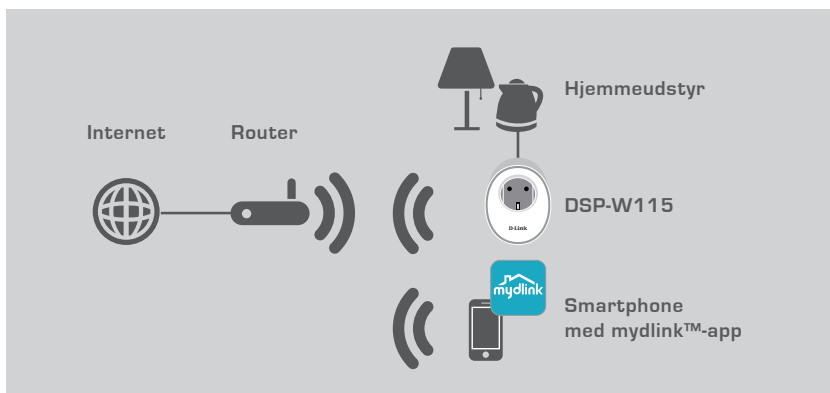 Hjemmeudstyr
Internet
Router
DSP-W115
D-Link
mydlink
Smartphone
med mydlink™-app